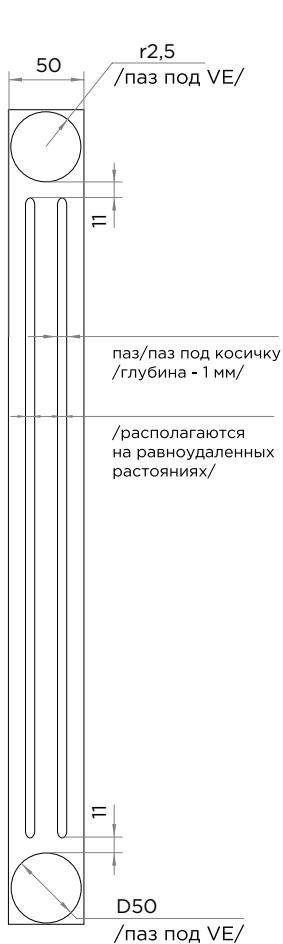 r2,5
50
/паз под VE/
11
паз/паз под косичку
/глубина - 1 мм/
/располагаются
на равноудаленных
растояниях/
11
D50
/паз под VE/